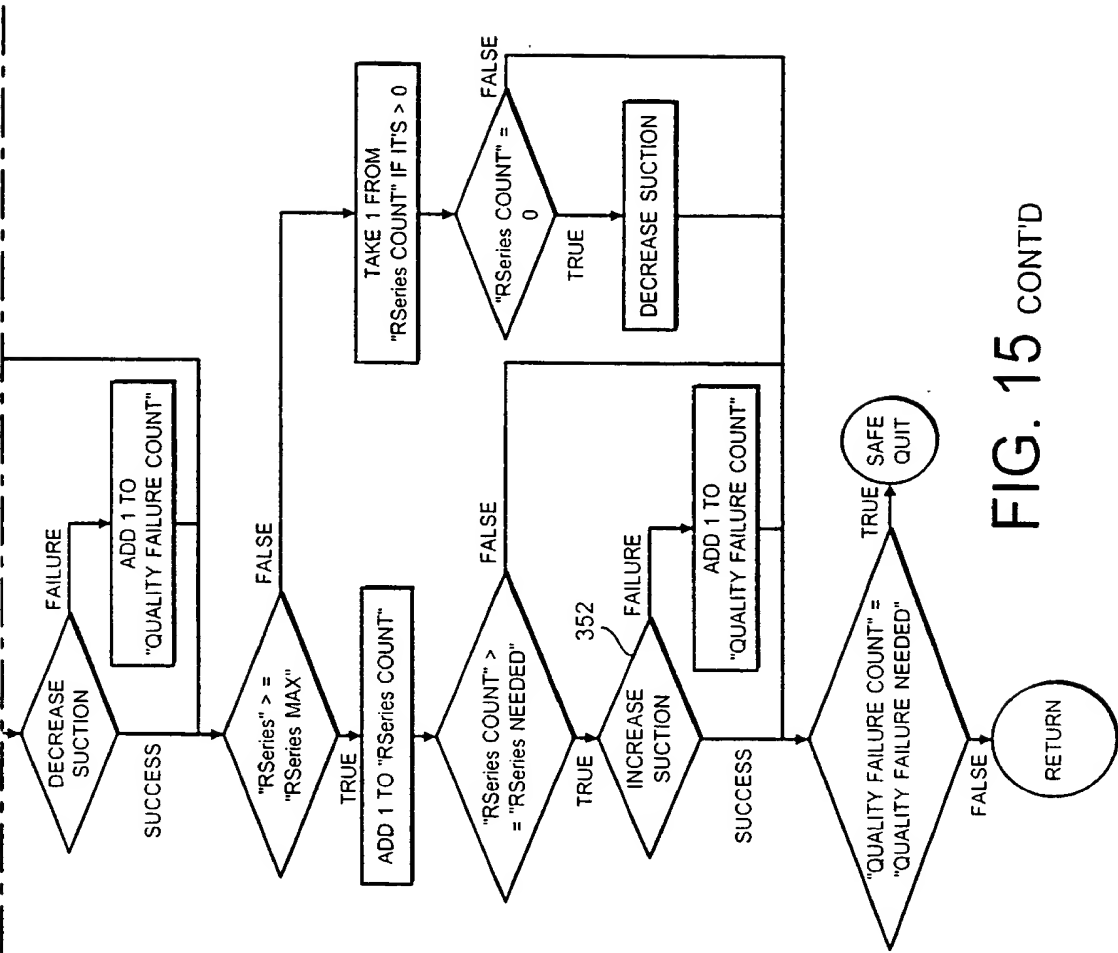 DECREASE
SUCTION
FAILURE
ADD 1 TO
"QUALITY FAILURE COUNT"
SUCCESS
"RSeries" > =
"RSeries MAX"
FALSE
TRUE
TAKE 1 FROM
"RSeries COUNT" IF IT'S > 0
ADD 1 TO "RSeries COUNT"
"RSeries COUNT" =
0
FALSE
TRUE
DECREASE SUCTION
"RSeries COUNT" >
= "RSeries NEEDED"
FALSE
TRUE
352
INCREASE
SUCTION
FAILURE
ADD 1 TO
"QUALITY FAILURE COUNT"
SUCCESS
"QUALITY FAILURE COUNT" =
"QUALITY FAILURE NEEDED"
TRUE
SAFE
QUIT
FALSE
RETURN
FIG. 15 CONT'D